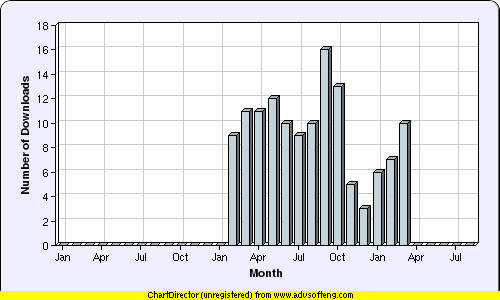 18
16
14
12
10
8
6
4
2
0
Number of Downloads
Jan Apr Jul Oct Jan Apr Jul Oct Jan Apr Jul
Month
ChartDirector (unregistered) from www.advsofteng.com